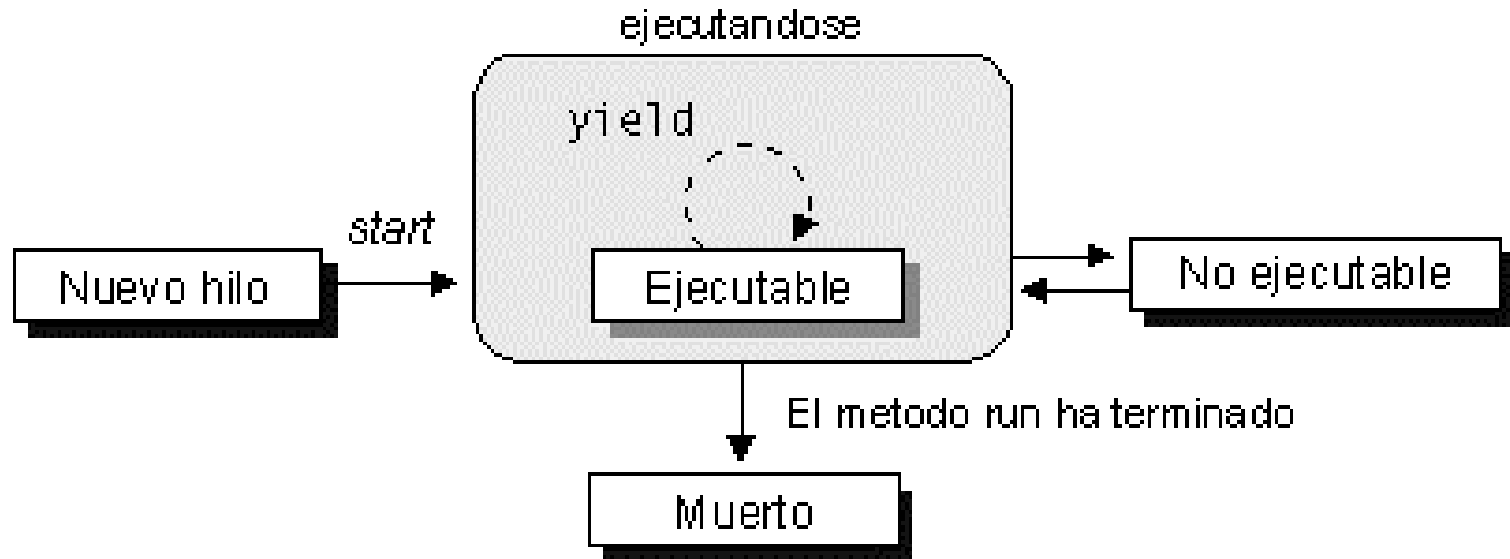 ejecutandose
yield
start
Nuevo hilo
Ejecutable
No ejecutable
El metodo run ha terminado
Muerto